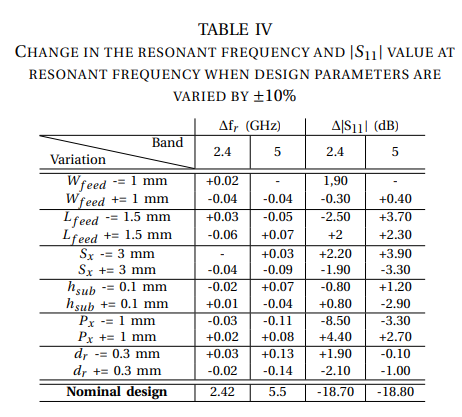 TABLE IV
CHANGE IN THE RESONANT FREQUENCY AND |S11| VALUE AT
RESONANT FREQUENCY WHEN DESIGN PARAMETERS ARE
VARIED BY ±10%
Band Δfr (GHz) Δ|S11| (dB)
Variation 2.4 5 2.4 5
Wfeed -= 1 mm +0.02 - 1,90 -
Wfeed += 1 mm -0.04 -0.04 -0.30 +0.40
Lfeed -= 1.5 mm +0.03 -0.05 -2.50 +3.70
Lfeed += 1.5 mm -0.06 +0.07 +2 +2.30
Sx -= 3 mm - +0.03 +2.20 +3.90
Sx += 3 mm -0.04 -0.09 -1.90 -3.30
hsub -= 0.1 mm -0.02 +0.07 -0.80 +1.20
hsub += 0.1 mm +0.01 -0.04 +0.80 -2.90
Px -= 1 mm -0.03 -0.11 -8.50 -3.30
Px += 1 mm +0.02 +0.08 +4.40 +2.70
dr -= 0.3 mm +0.03 +0.13 +1.90 -0.10
dr += 0.3 mm -0.02 -0.14 -2.10 -1.00
Nominal design 2.42 5.5 -18.70 -18.80